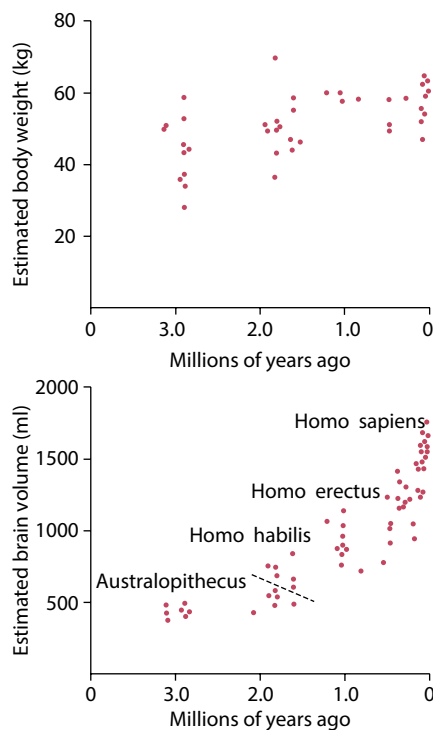 Estimated body weight (kg)
80
60
40
20
0 3.0 2.0 1.0 0
Millions of years ago
Estimated brain volume (ml)
2000
1500
1000
500
Homo sapiens
Homo erectus
Homo habilis
Australopithecus
0 3.0 2.0 1.0 0
Millions of years ago